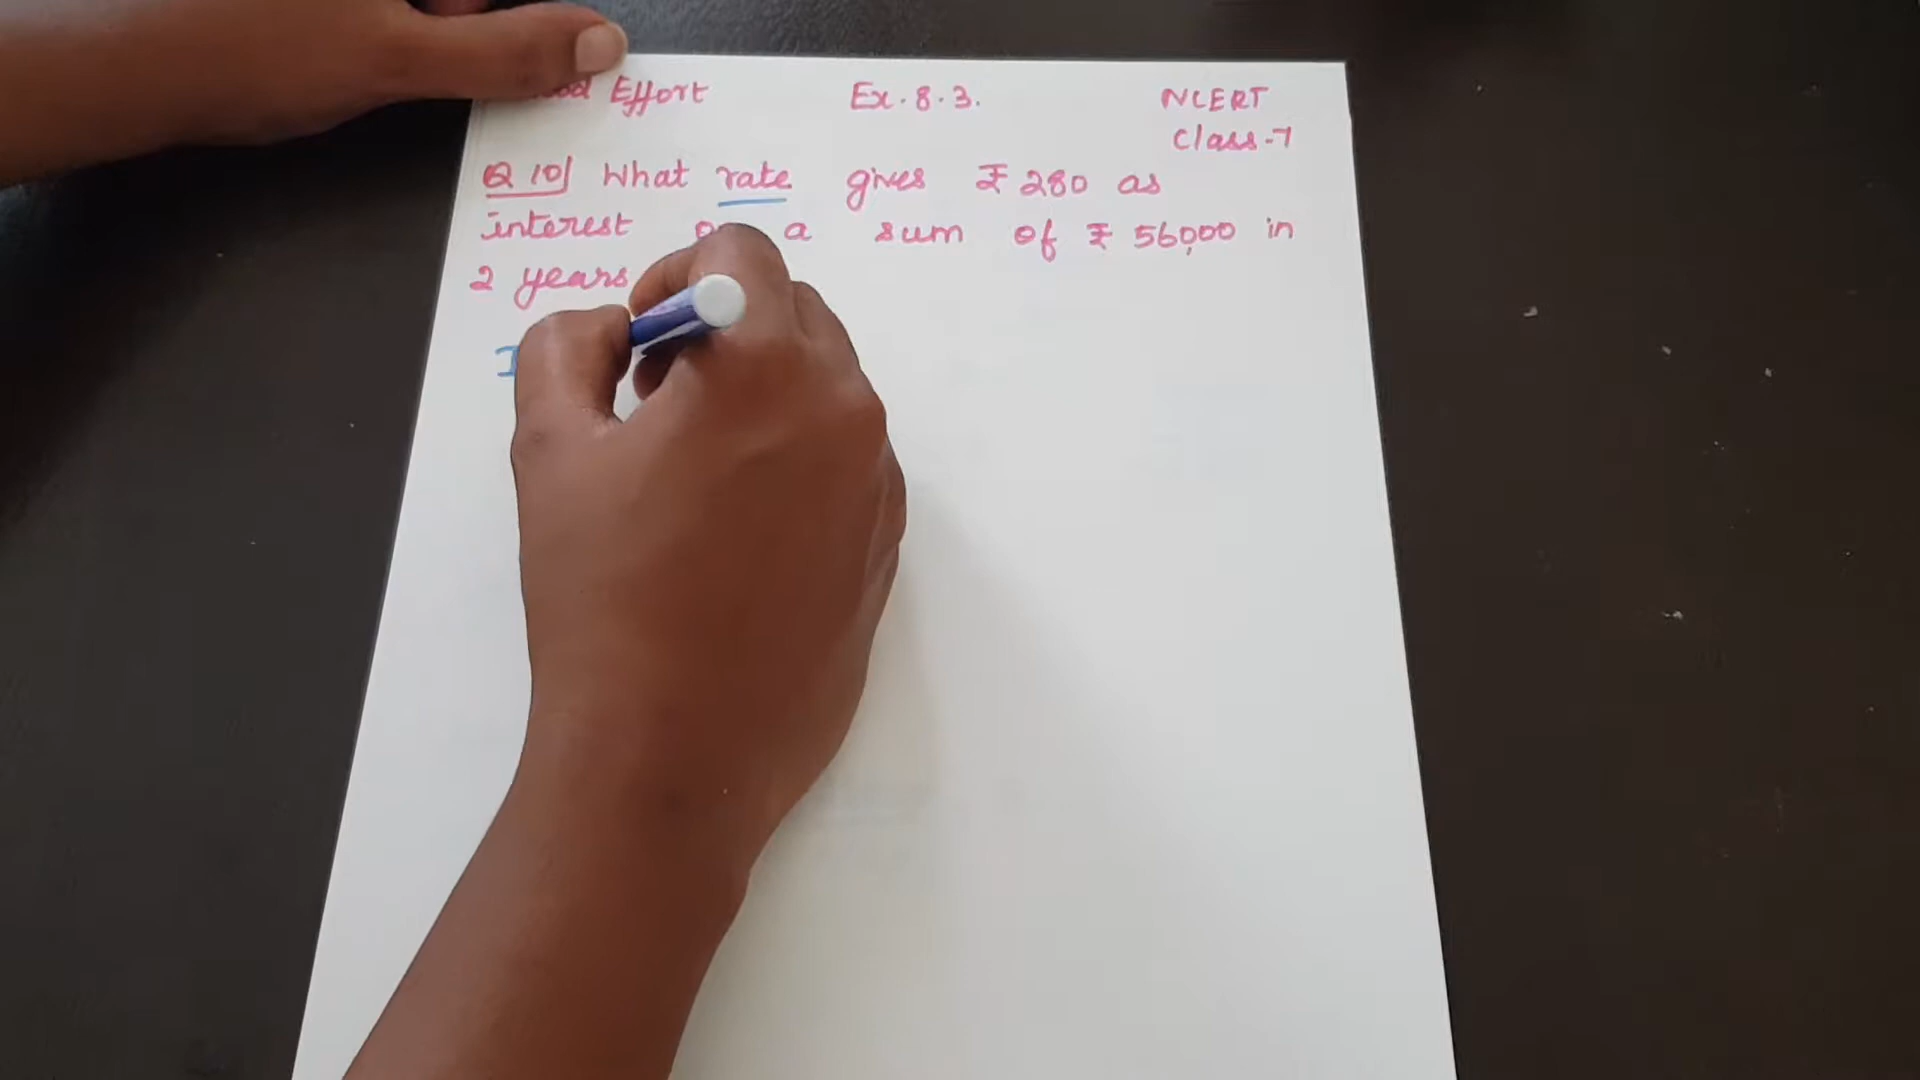 Effort Ex. 8.3. NCERT
Class-7
Q 10) What rate gives ₹ 280 as
interest a sum of ₹ 56,000 in
2 years
I